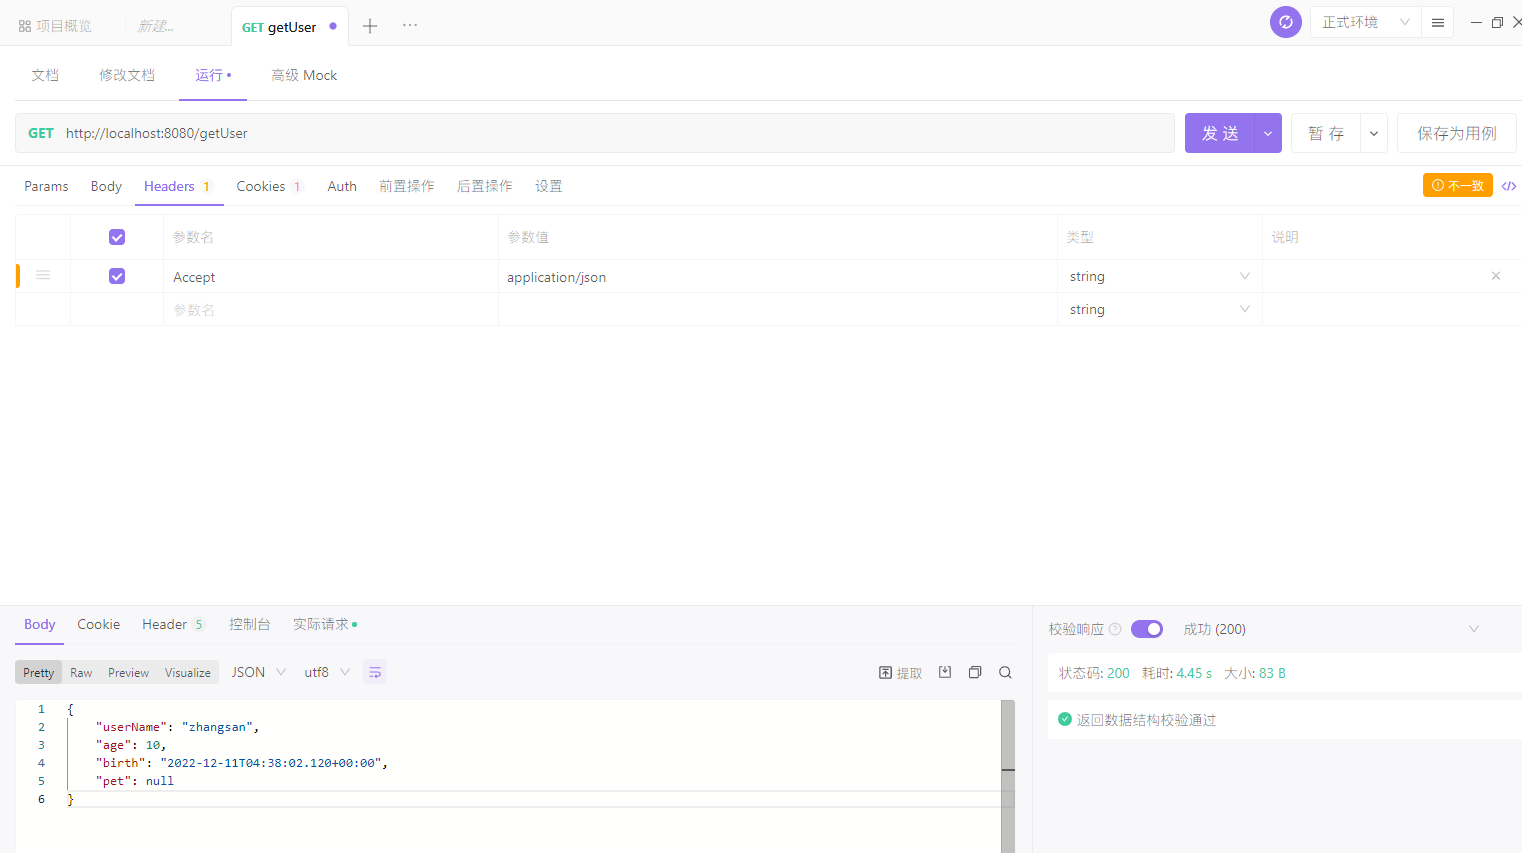 项目概览 新建... GET getUser
正式环境
文档 修改文档 运行 高级 Mock
GET http://localhost:8080/getUser 发 送 暂 存 保存为用例
Params Body Headers 1 Cookies 1 Auth 前置操作 后置操作 设置 不一致 </>
参数名 参数值 类型 说明
Accept application/json string
参数名 string
Body Cookie Header 5 控制台 实际请求 校验响应 成功 (200)
Pretty Raw Preview Visualize JSON utf8 提取 状态码: 200 耗时: 4.45 s 大小: 83 B
返回数据结构校验通过
1 {
2 "userName": "zhangsan",
3 "age": 10,
4 "birth": "2022-12-11T04:38:02.120+00:00",
5 "pet": null
6 }